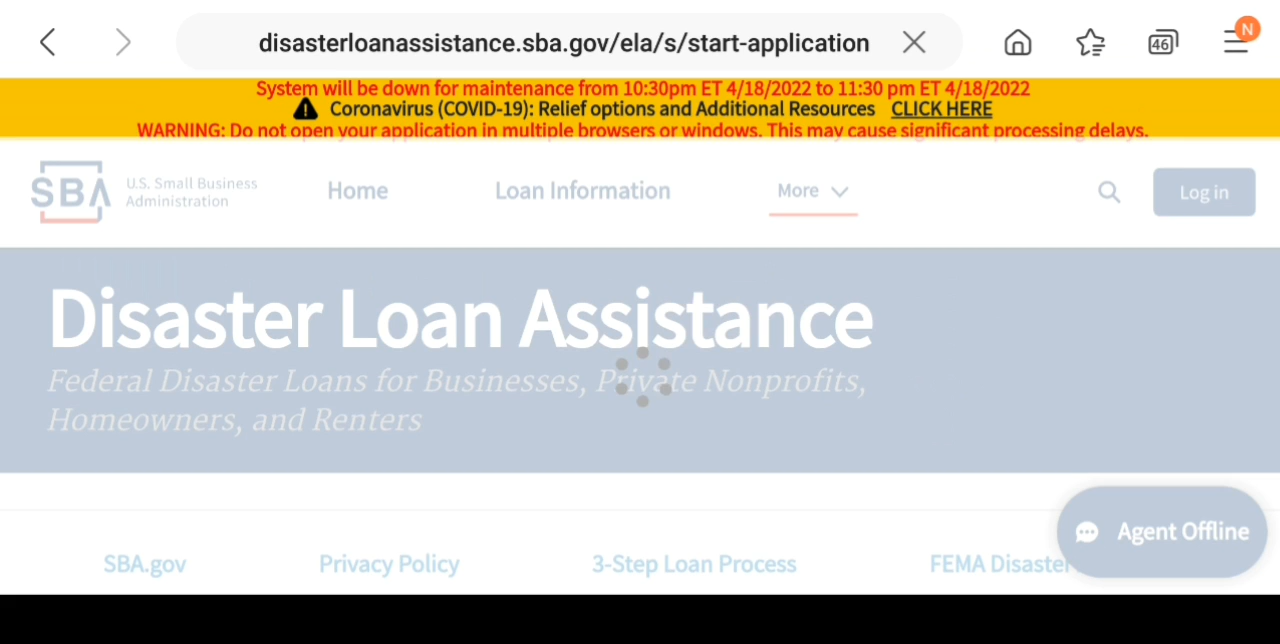 disasterloanassistance.sba.gov/ela/s/start-application
46
N
System will be down for maintenance from 10:30pm ET 4/18/2022 to 11:30 pm ET 4/18/2022
Coronavirus (COVID-19): Relief options and Additional Resources CLICK HERE
WARNING: Do not open your application in multiple browsers or windows. This may cause significant processing delays.
SBA
U.S. Small Business
Administration
Home
Loan Information
More
Log in
Disaster Loan Assistance
Federal Disaster Loans for Businesses, Private Nonprofits,
Homeowners, and Renters
Agent Offline
SBA.gov
Privacy Policy
3-Step Loan Process
FEMA Disaster